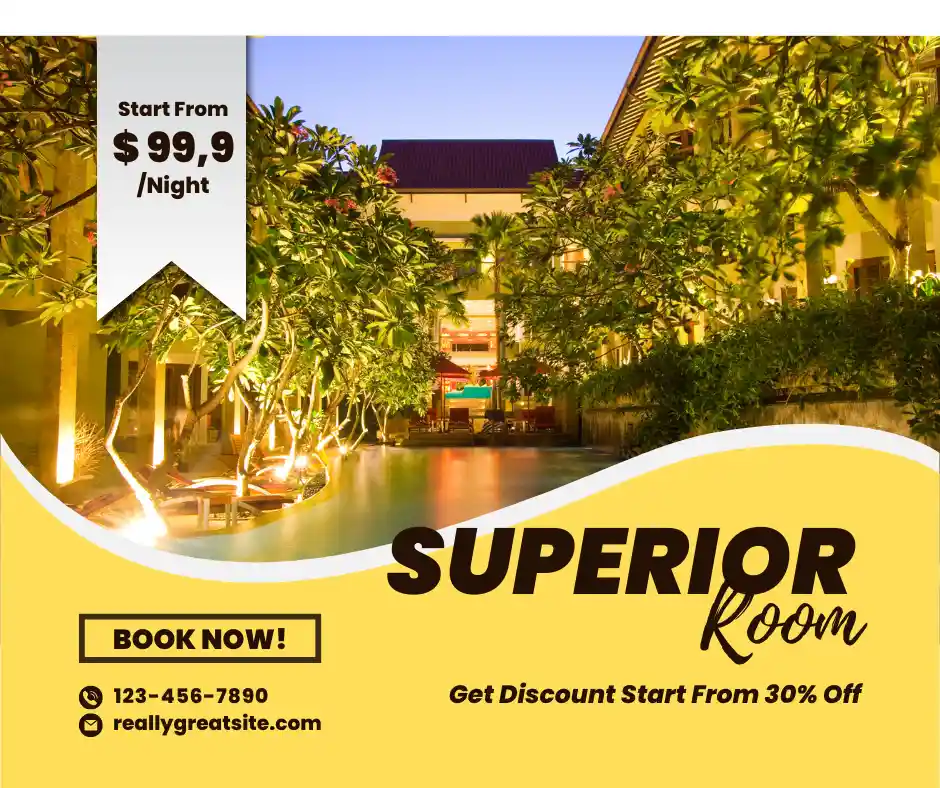 Start From
$ 99,9
/Night
SUPERIOR
Room
BOOK NOW!
123-456-7890
reallygreatsite.com
Get Discount Start From 30% Off